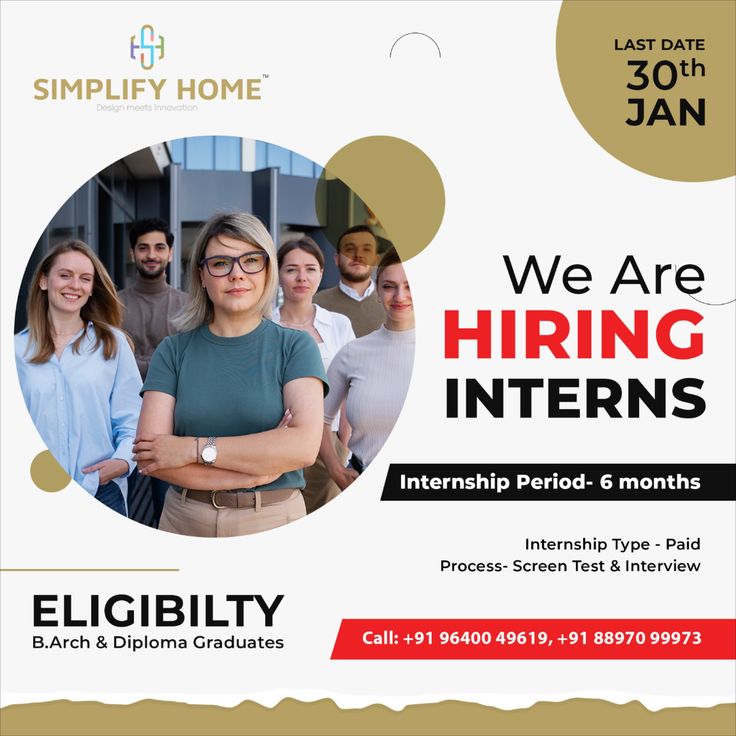 SIMPLIFY HOME™
Design meets Innovation
LAST DATE
30th
JAN
We Are
HIRING
INTERNS
Internship Period- 6 months
Internship Type - Paid
Process- Screen Test & Interview
ELIGIBILTY
B.Arch & Diploma Graduates
Call: +91 96400 49619, +91 88970 99973